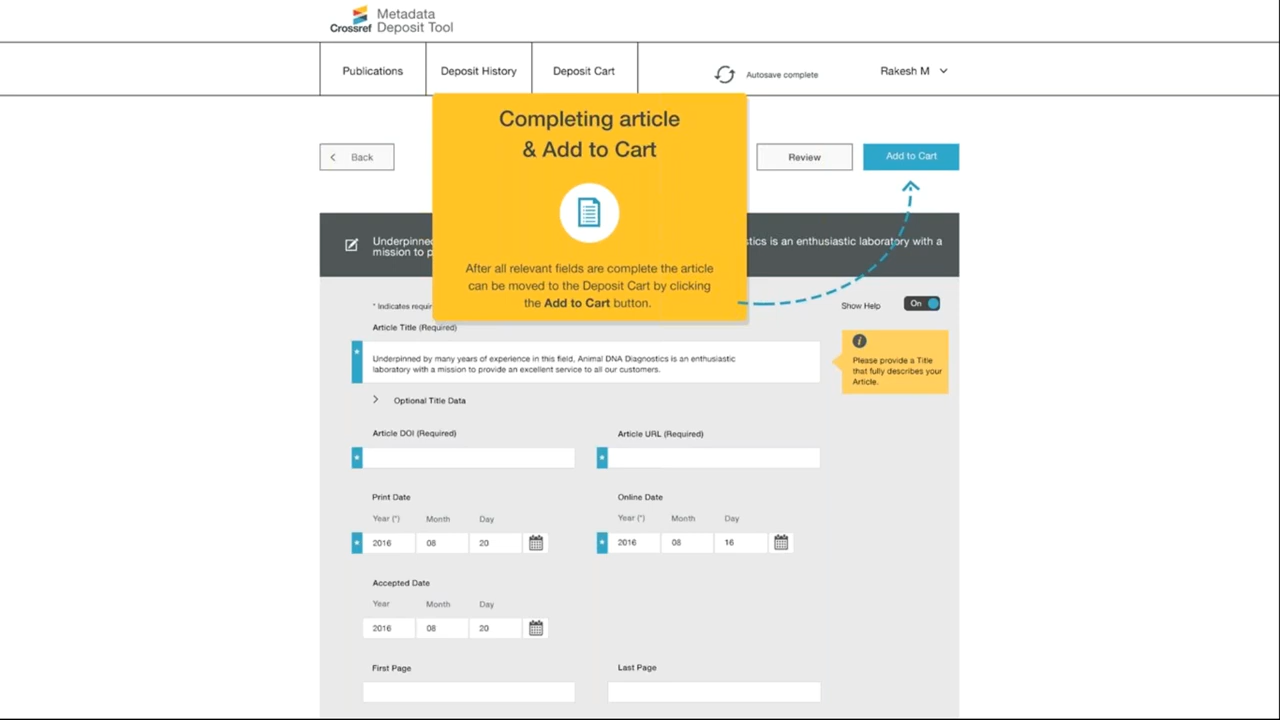 Crossref
Metadata
Deposit Tool
Publications
Deposit History
Deposit Cart
Autosave complete
Rakesh M
Back
Completing article
& Add to Cart
After all relevant fields are complete the article
can be moved to the Deposit Cart by clicking
the Add to Cart button.
Review
Add to Cart
Underpinned
tics is an enthusiastic laboratory with a
mission to p
* Indicates requir
Show Help
On
Article Title (Required)
Underpinned by many years of experience in this field, Animal DNA Diagnostics is an enthusiastic
laboratory with a mission to provide an excellent service to all our customers.
Please provide a Title
that fully describes your
Article.
Optional Title Data
Article DOI (Required)
Article URL (Required)
Print Date
Online Date
Year (*) Month Day
Year (*) Month Day
2016 08 20
2016 08 16
Accepted Date
Year Month Day
2016 08 20
First Page
Last Page